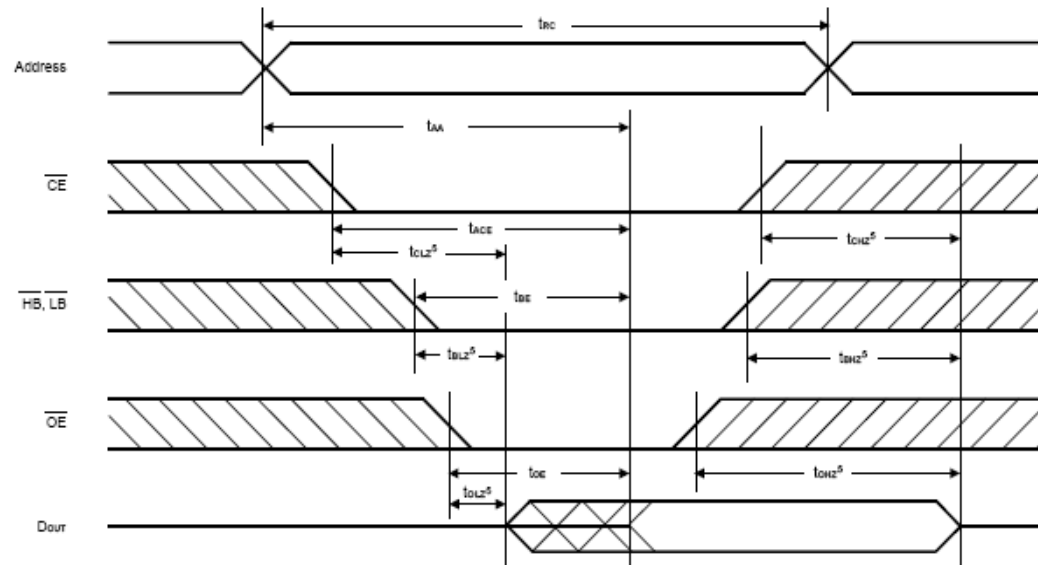 tRC
Address
tAA
CE
tACE
tCLZ5
tCHZ5
HB, LB
tBE
tBLZ5
tBHZ5
OE
tOE
tOHZ5
tOLZ5
DOUT